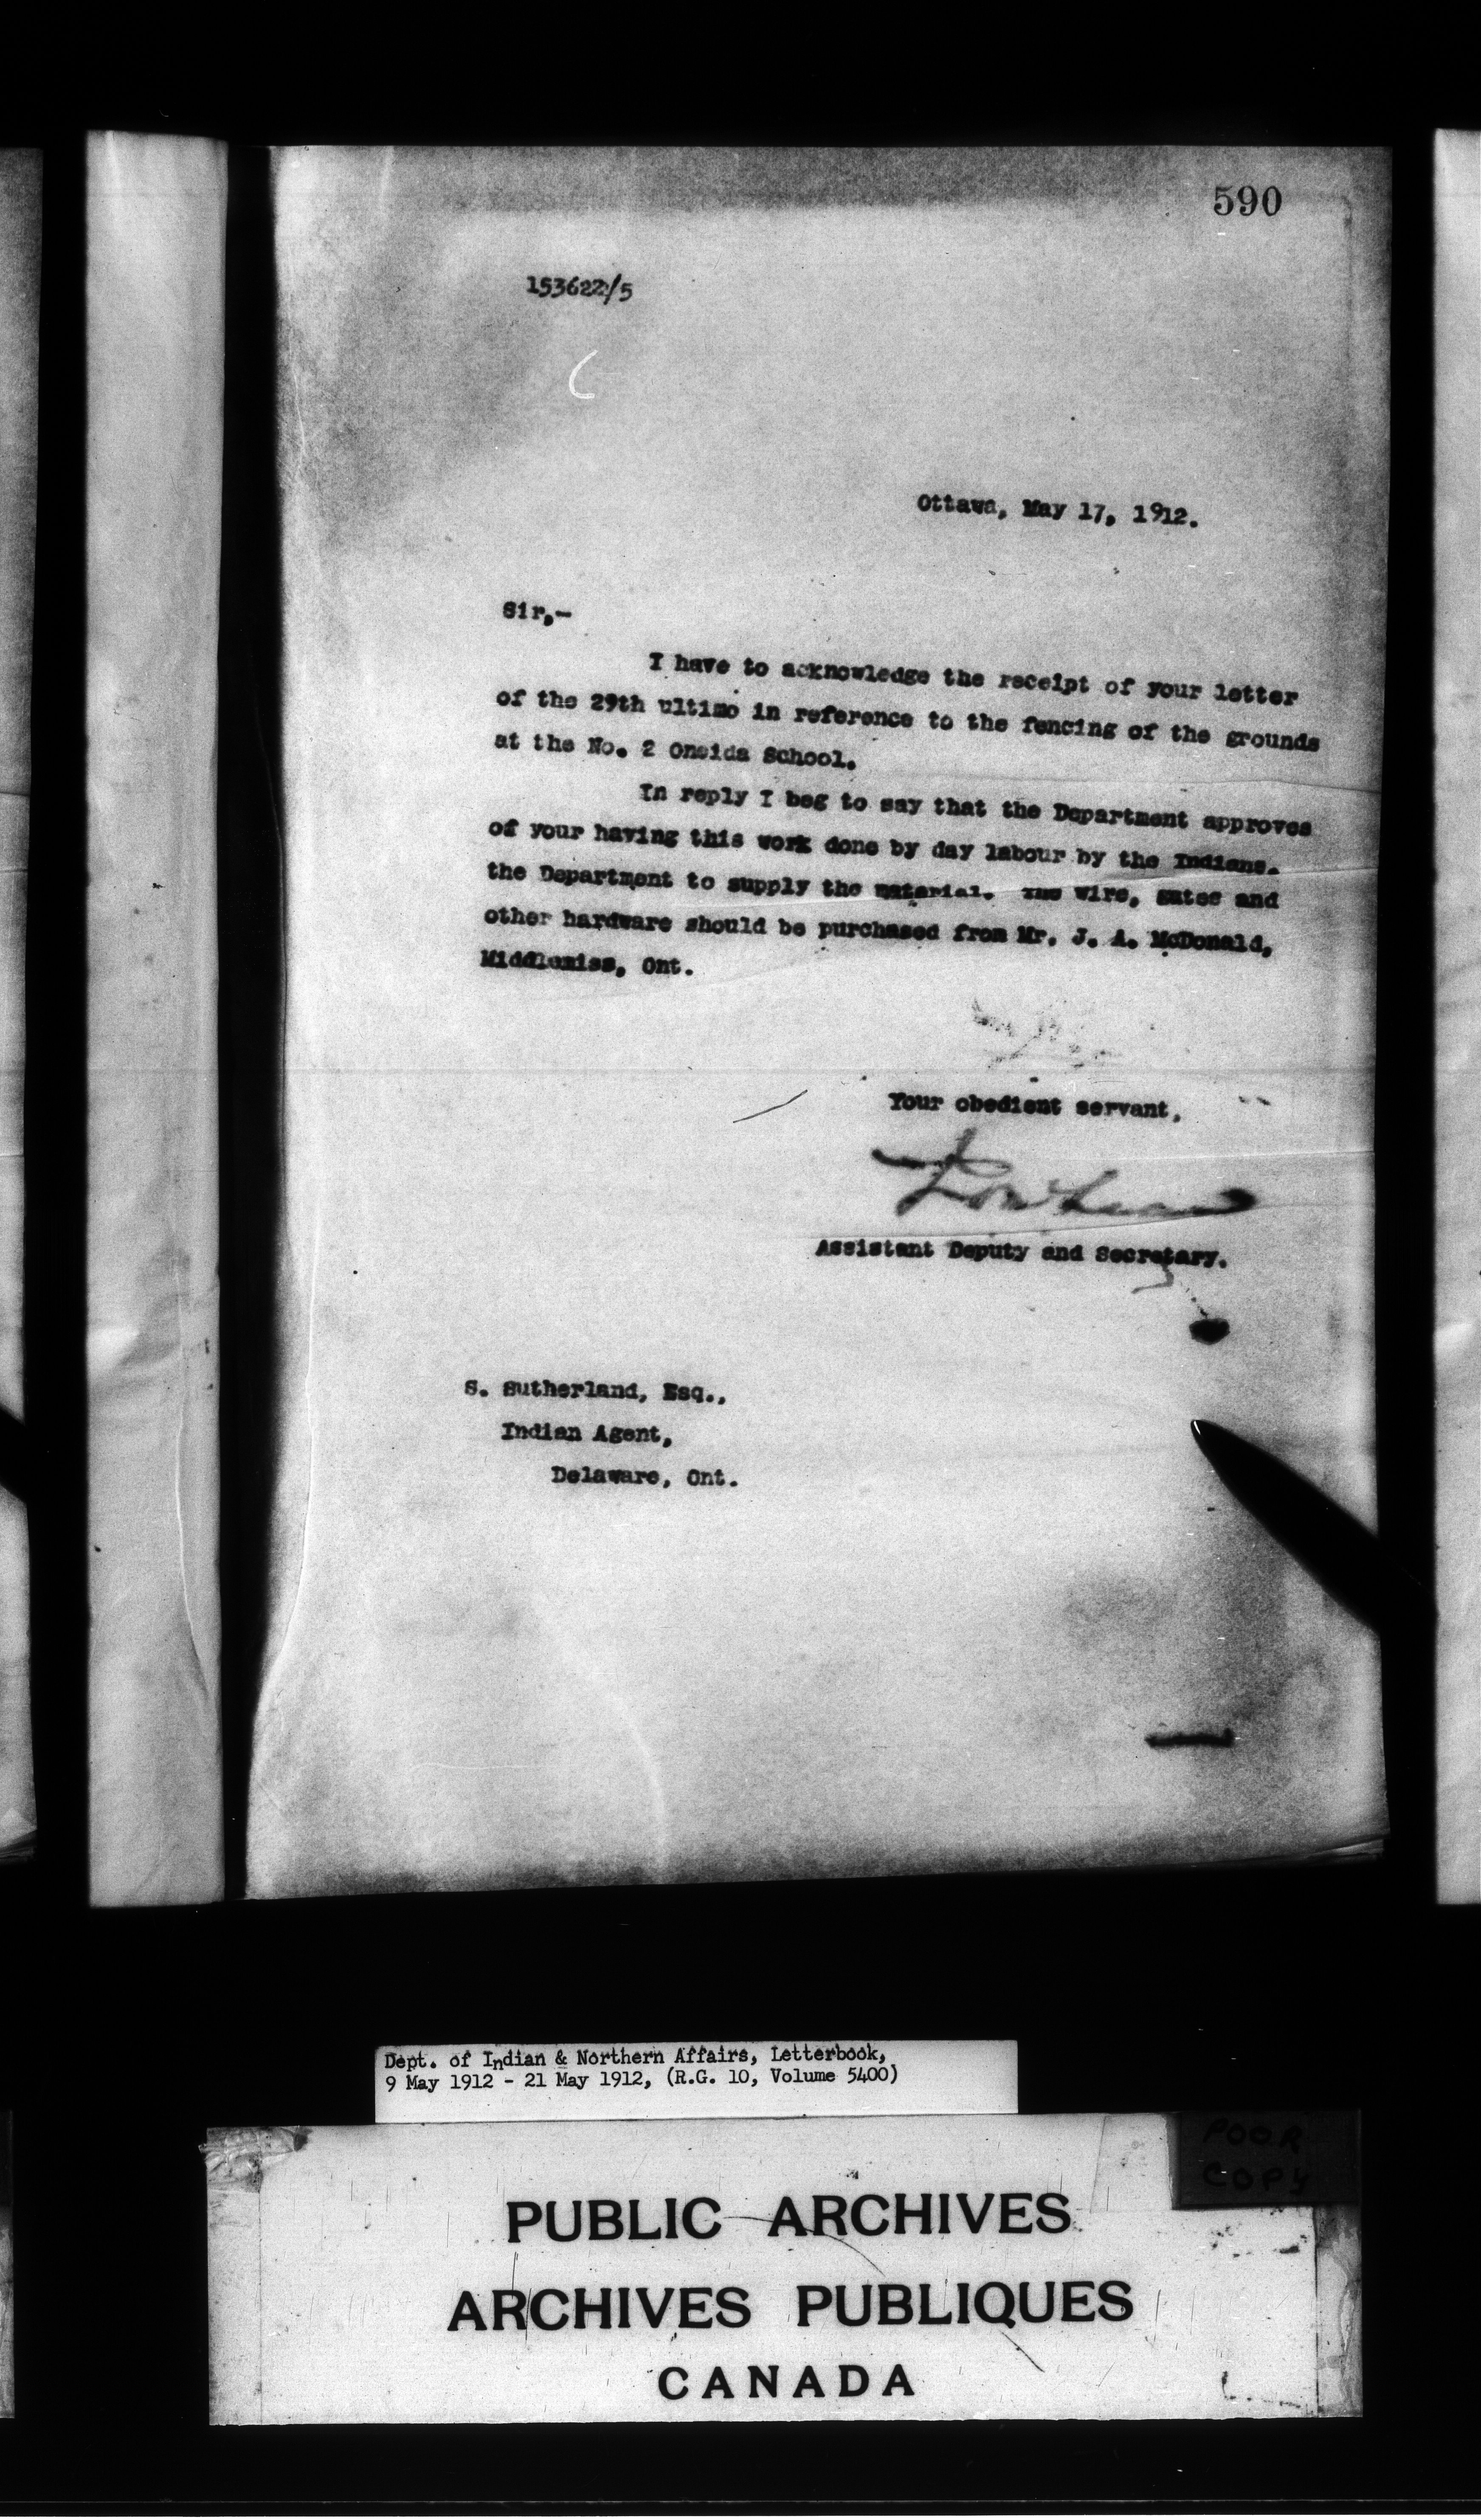 590
153622/5
Ottawa, May 17, 1912.
Sir,-
I have to acknowledge the receipt of your letter
of the 29th ultimo in reference to the fencing of the grounds
at the No. 2 Oneida School.
In reply I beg to say that the Department approves
of your having this work done by day labour by the Indians.
the Department to supply the material. The wire, gates and
other hardware should be purchased from Mr. J. A. McDonald,
Middlemiss, Ont.
Your obedient servant,
Assistant Deputy and Secretary.
S. Sutherland, Esq.,
Indian Agent,
Delaware, Ont.
Dept. of Indian & Northern Affairs, Letterbook,
9 May 1912 - 21 May 1912, (R.G. 10, Volume 5400)
POOR
COPY
PUBLIC ARCHIVES
ARCHIVES PUBLIQUES
CANADA